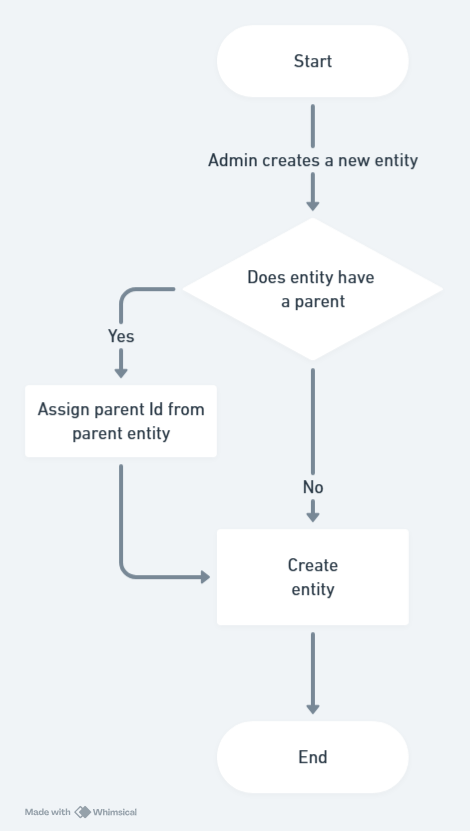 Start
Admin creates a new entity
Does entity have
a parent
Yes
Assign parent Id from
parent entity
No
Create
entity
End
Made with Whimsical